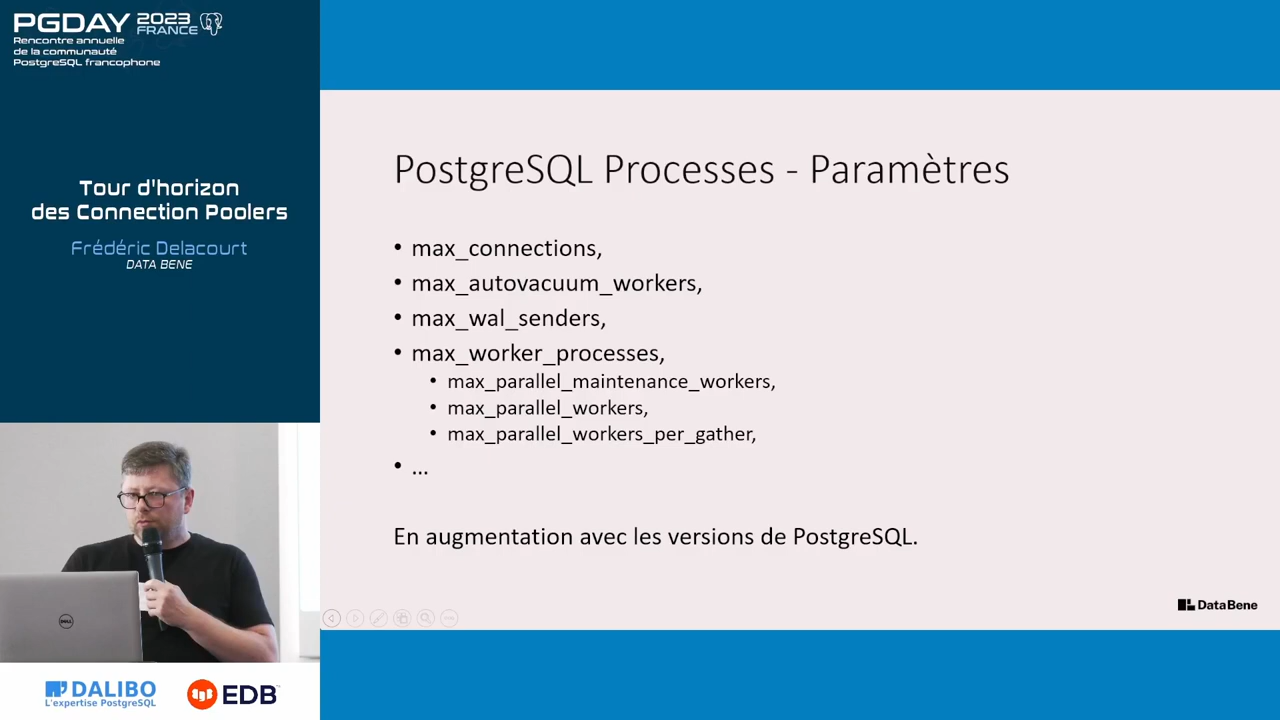 PGDAY 2023 FRANCE
Rencontre annuelle
de la communauté
PostgreSQL francophone
Tour d'horizon
des Connection Poolers
Frédéric Delacourt
DATA BENE
PostgreSQL Processes - Paramètres
• max_connections,
• max_autovacuum_workers,
• max_wal_senders,
• max_worker_processes,
• max_parallel_maintenance_workers,
• max_parallel_workers,
• max_parallel_workers_per_gather,
• ...
En augmentation avec les versions de PostgreSQL.
DataBene
DELL
DALIBO
L'expertise PostgreSQL
EDB